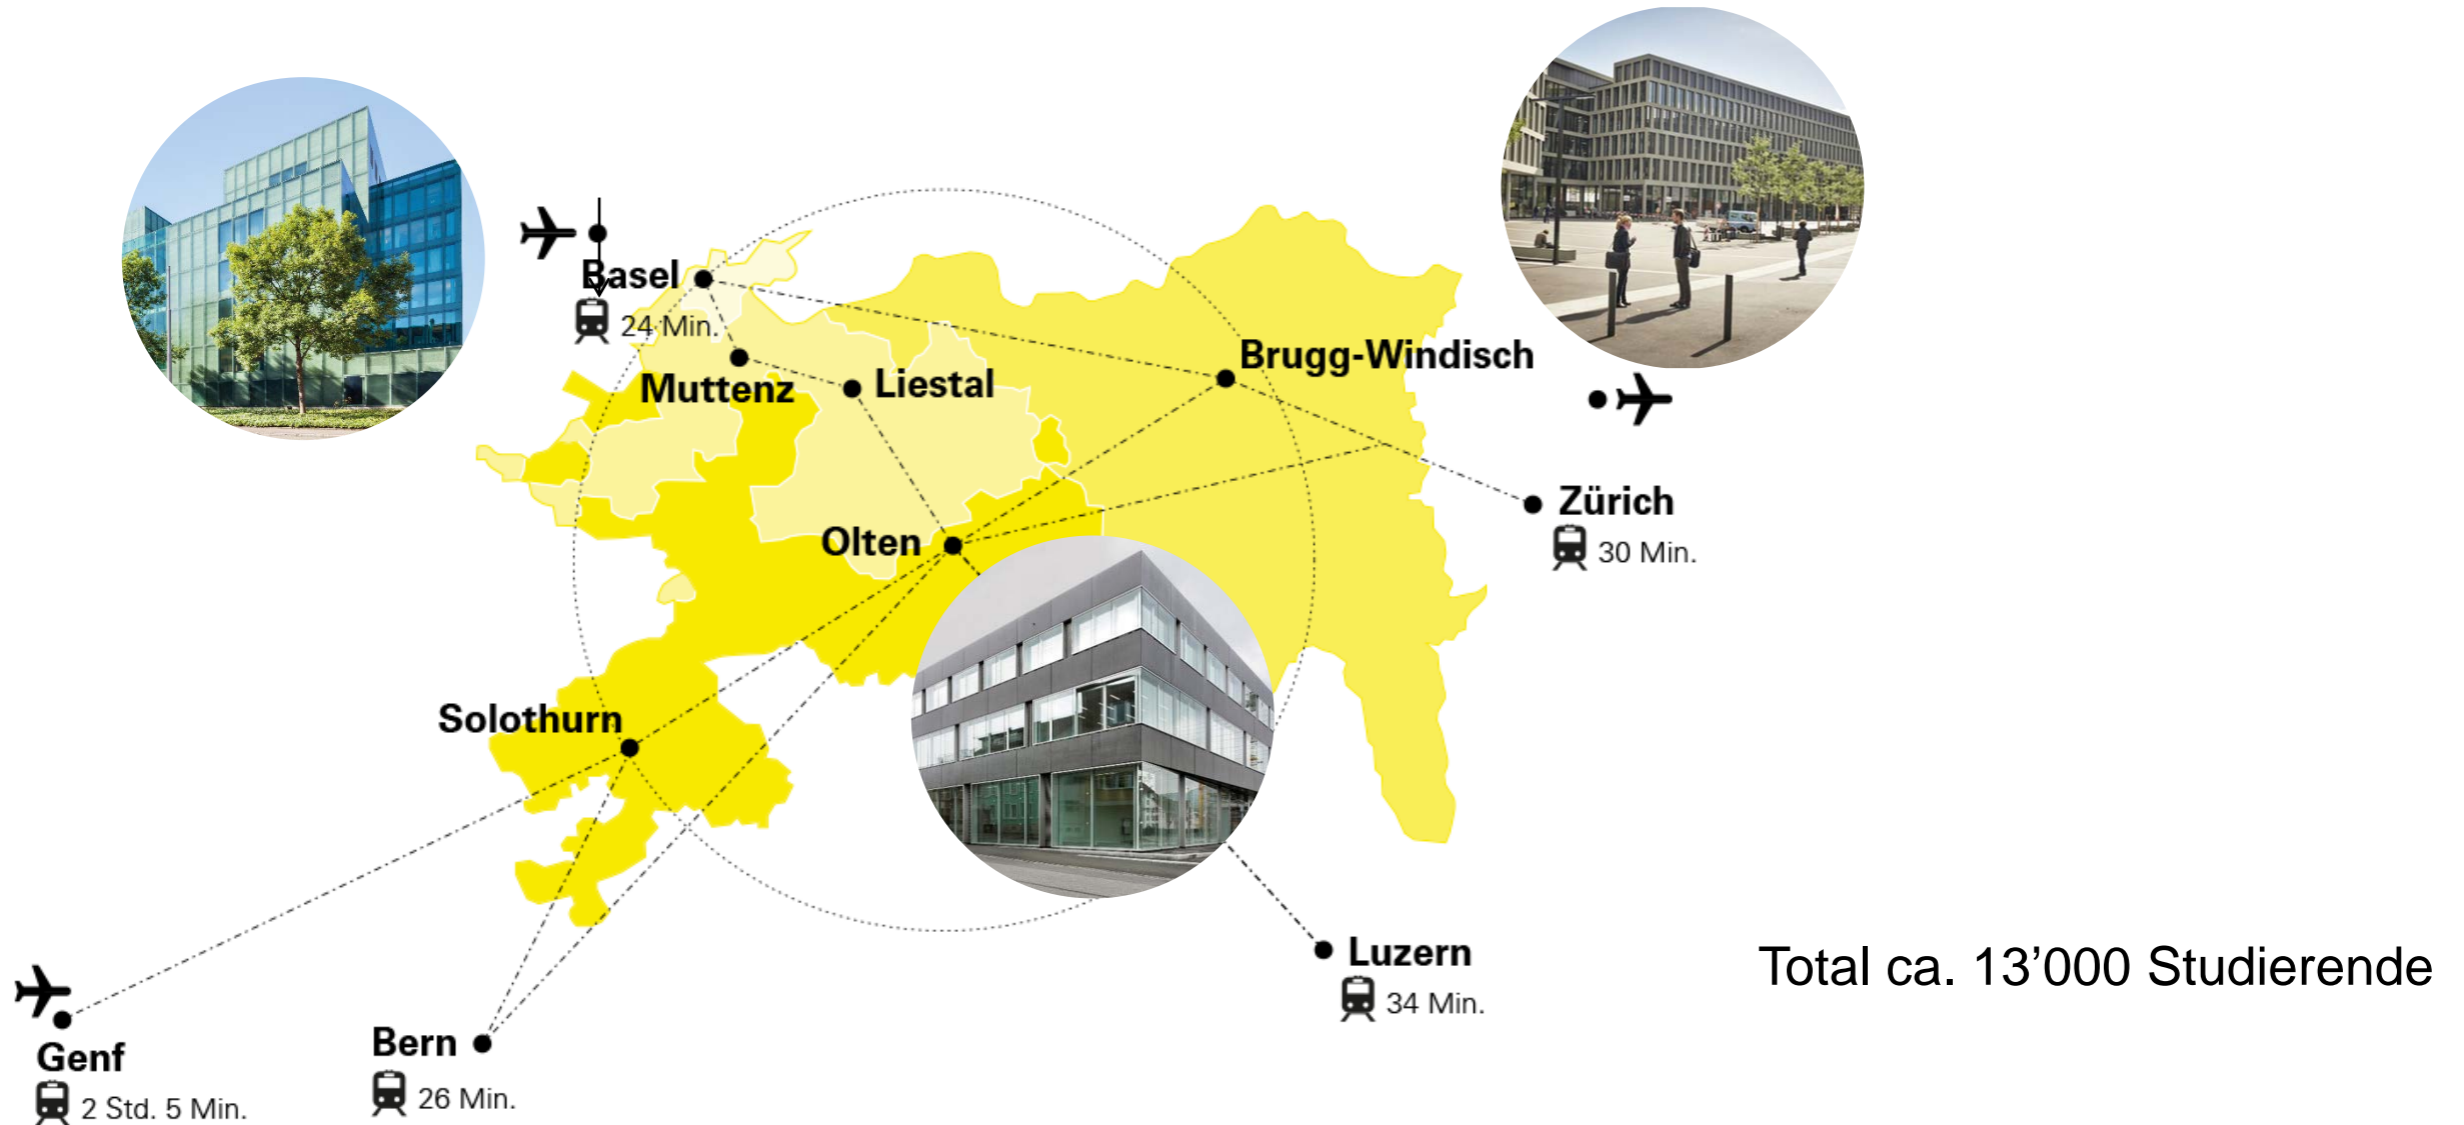 Basel
24 Min.
Brugg-Windisch
Muttenz
Liestal
Zürich
30 Min.
Olten
Solothurn
Luzern
34 Min.
Total ca. 13’000 Studierende
Genf
2 Std. 5 Min.
Bern
26 Min.